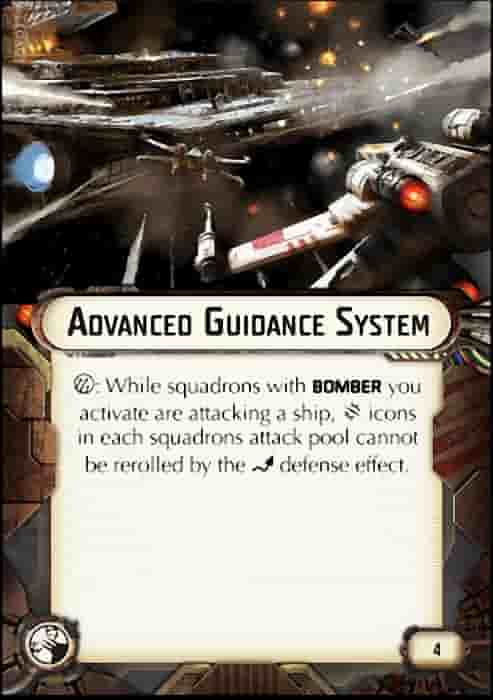 ADVANCED GUIDANCE SYSTEM
: While squadrons with BOMBER you
activate are attacking a ship, icons
in each squadrons attack pool cannot
be rerolled by the defense effect.
4